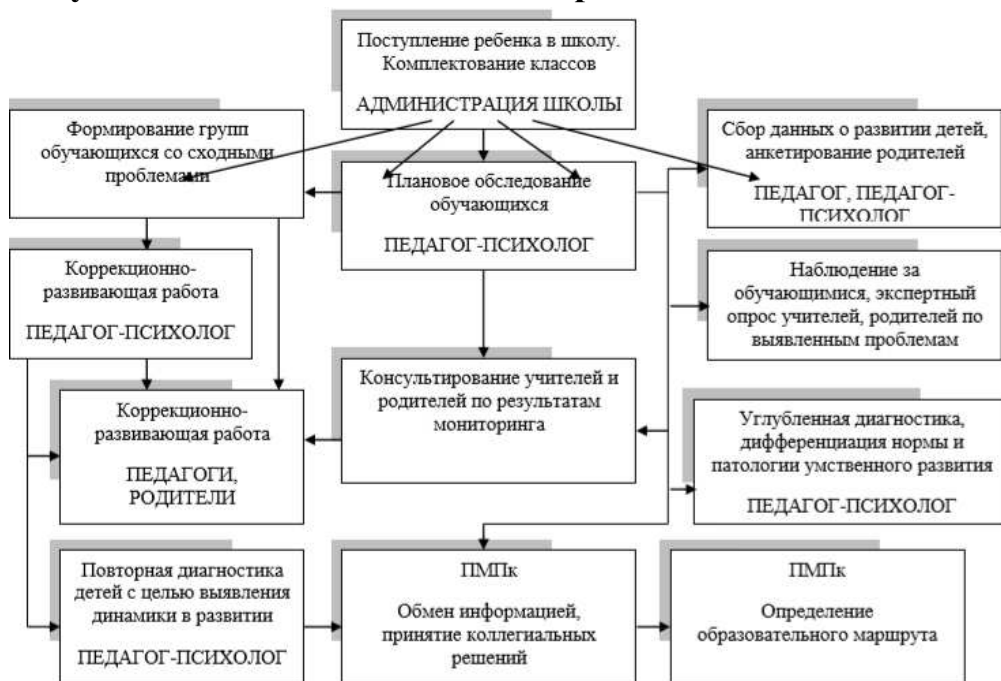 Поступление ребенка в школу.
Комплектование классов
АДМИНИСТРАЦИЯ ШКОЛЫ
Формирование групп
обучающихся со сходными
проблемами
Плановое обследование
обучающихся
ПЕДАГОГ-ПСИХОЛОГ
Сбор данных о развитии детей,
анкетирование родителей
ПЕДАГОГ, ПЕДАГОГ-
ПСИХОЛОГ
Коррекционно-
развивающая работа
ПЕДАГОГ-ПСИХОЛОГ
Наблюдение за
обучающимися, экспертный
опрос учителей, родителей по
выявленным проблемам
Коррекционно-
развивающая работа
ПЕДАГОГИ,
РОДИТЕЛИ
Консультирование учителей и
родителей по результатам
мониторинга
Углубленная диагностика,
дифференциация нормы и
патологии умственного развития
ПЕДАГОГ-ПСИХОЛОГ
Повторная диагностика
детей с целью выявления
динамики в развитии
ПЕДАГОГ-ПСИХОЛОГ
ПМПк
Обмен информацией,
принятие коллегиальных
решений
ПМПк
Определение
образовательного маршрута